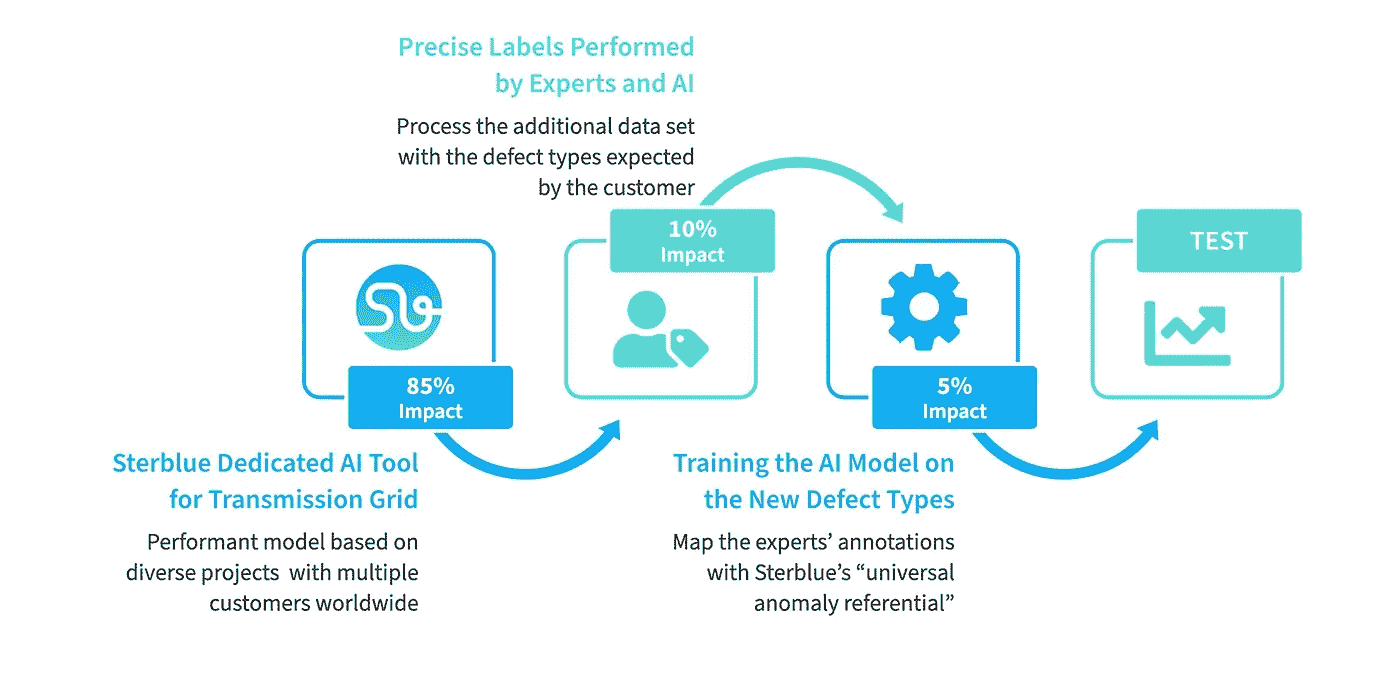 Precise Labels Performed
by Experts and AI
Process the additional data set
with the defect types expected
by the customer
85%
Impact
10%
Impact
5%
Impact
TEST
Sterblue Dedicated AI Tool
for Transmission Grid
Performant model based on
diverse projects with multiple
customers worldwide
Training the AI Model on
the New Defect Types
Map the experts’ annotations
with Sterblue’s “universal
anomaly referential”